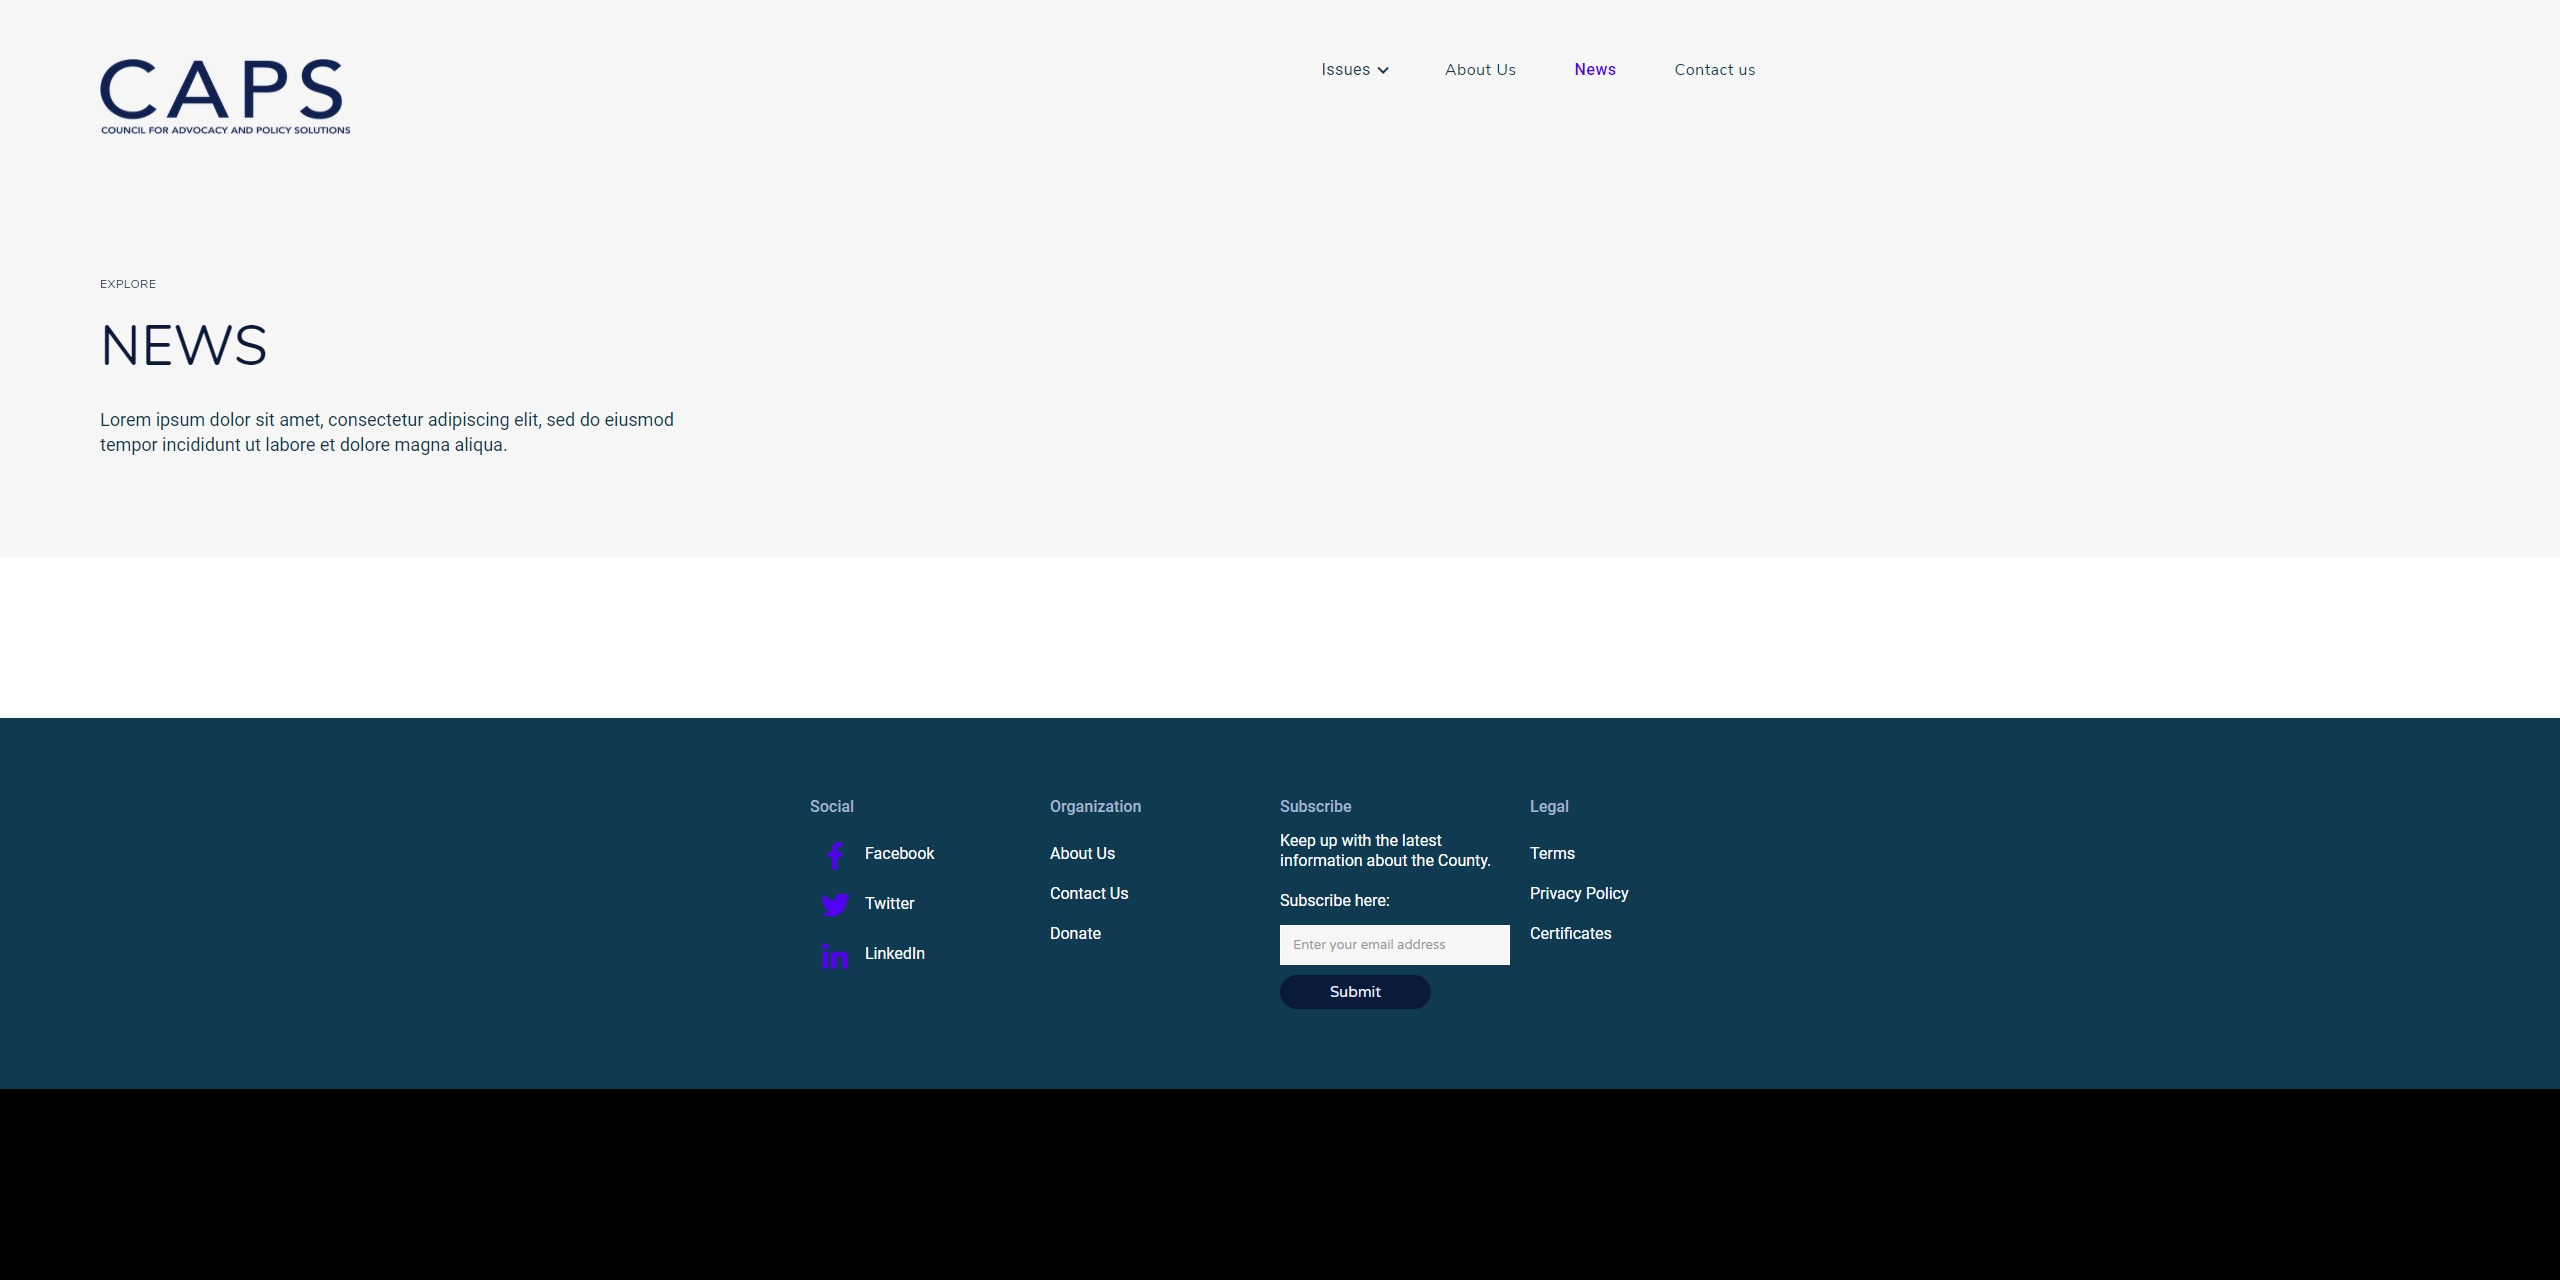 CAPS
COUNCIL FOR ADVOCACY AND POLICY SOLUTIONS
Issues
About Us
News
Contact us
EXPLORE
NEWS
Lorem ipsum dolor sit amet, consectetur adipiscing elit, sed do eiusmod
tempor incididunt ut labore et dolore magna aliqua.
Social
Facebook
Twitter
LinkedIn
Organization
About Us
Contact Us
Donate
Subscribe
Keep up with the latest
information about the County.
Subscribe here:
Enter your email address
Submit
Legal
Terms
Privacy Policy
Certificates